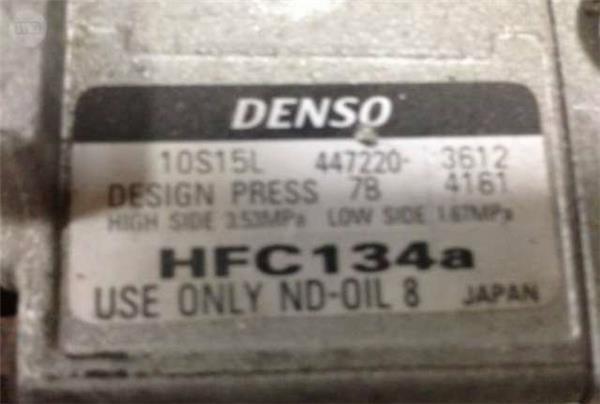 DENSO
10S15L 447220- 3612
DESIGN PRESS 7B 4161
HIGH SIDE 3.53MPa LOW SIDE 1.67MPa
HFC134a
USE ONLY ND-OIL 8 JAPAN